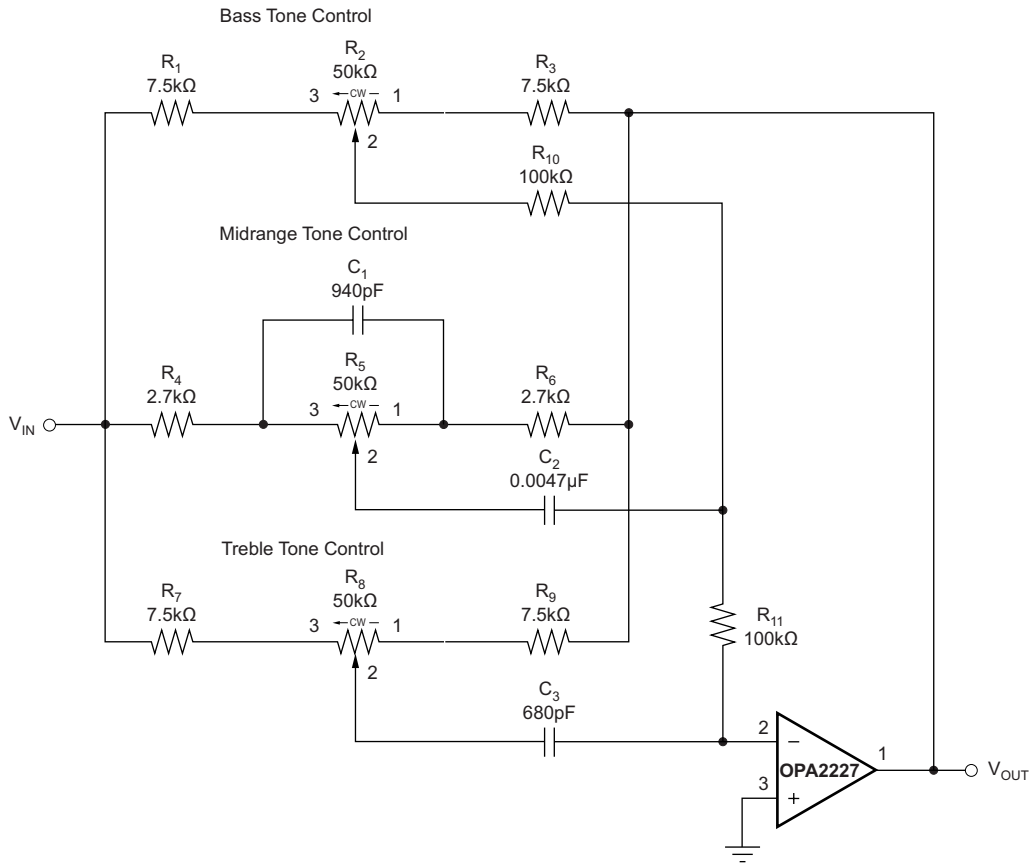 Bass Tone Control
R1
7.5kΩ
R2
50kΩ
R3
7.5kΩ
3
CW
1
2
R10
100kΩ
Midrange Tone Control
C1
940pF
R4
2.7kΩ
R5
50kΩ
R6
2.7kΩ
3
CW
1
VIN
2
C2
0.0047μF
Treble Tone Control
R7
7.5kΩ
R8
50kΩ
R9
7.5kΩ
3
CW
1
R11
100kΩ
2
C3
680pF
2
−
1
OPA2227
VOUT
3
+